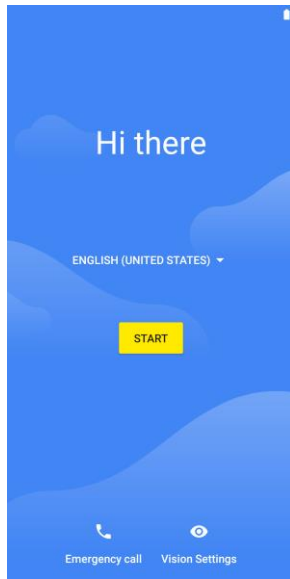 Hi there
ENGLISH (UNITED STATES)
START
Emergency call Vision Settings